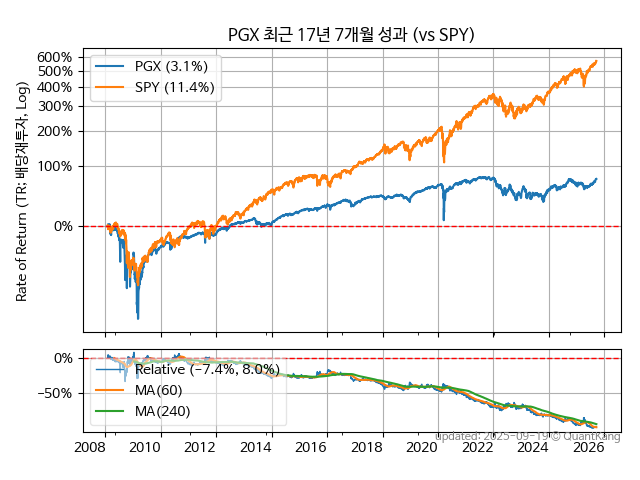 PGX 최근 17년 7개월 성과 (vs SPY)
Rate of Return (TR; 배당재투자, Log)
600%
500%
400%
300%
200%
100%
0%
PGX (3.1%)
SPY (11.4%)
0%
−50%
Relative (−7.4%, 8.0%)
MA(60)
MA(240)
2008 2010 2012 2014 2016 2018 2020 2022 2024 2026
updated: 2025-09-19 © QuantKang